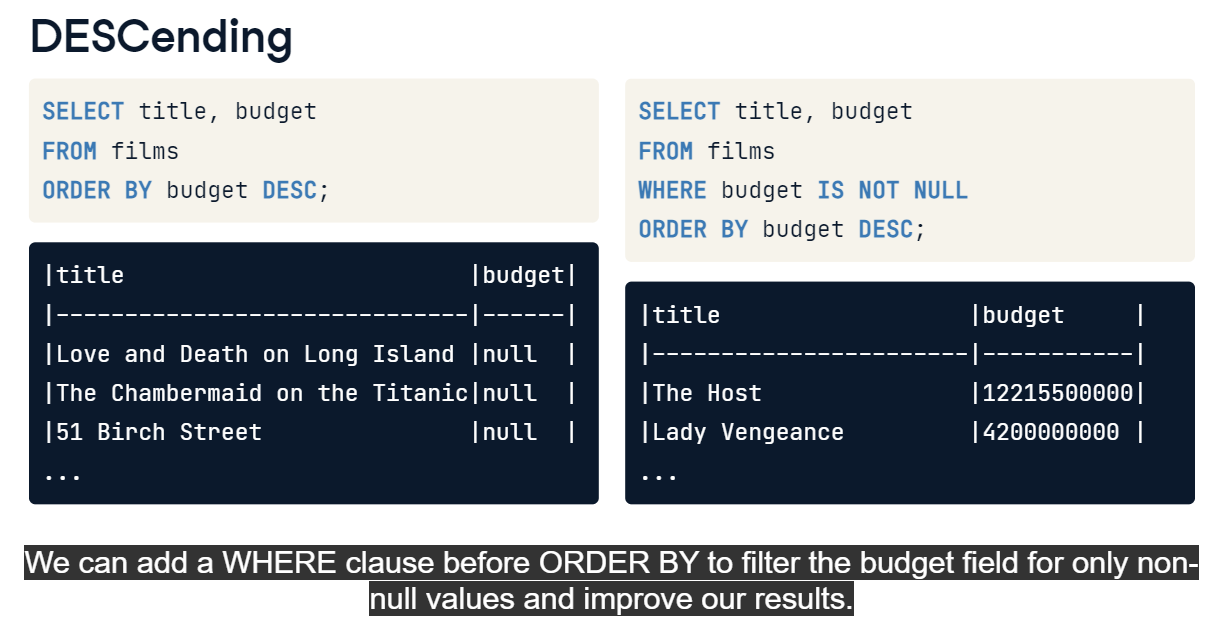 DESCending
SELECT title, budget
FROM films
ORDER BY budget DESC;
|title                         |budget|
|------------------------------|------|
|Love and Death on Long Island |null  |
|The Chambermaid on the Titanic|null  |
|51 Birch Street               |null  |
...
SELECT title, budget
FROM films
WHERE budget IS NOT NULL
ORDER BY budget DESC;
|title                  |budget     |
|-----------------------|-----------|
|The Host               |12215500000|
|Lady Vengeance         |4200000000 |
...
We can add a WHERE clause before ORDER BY to filter the budget field for only non-
null values and improve our results.